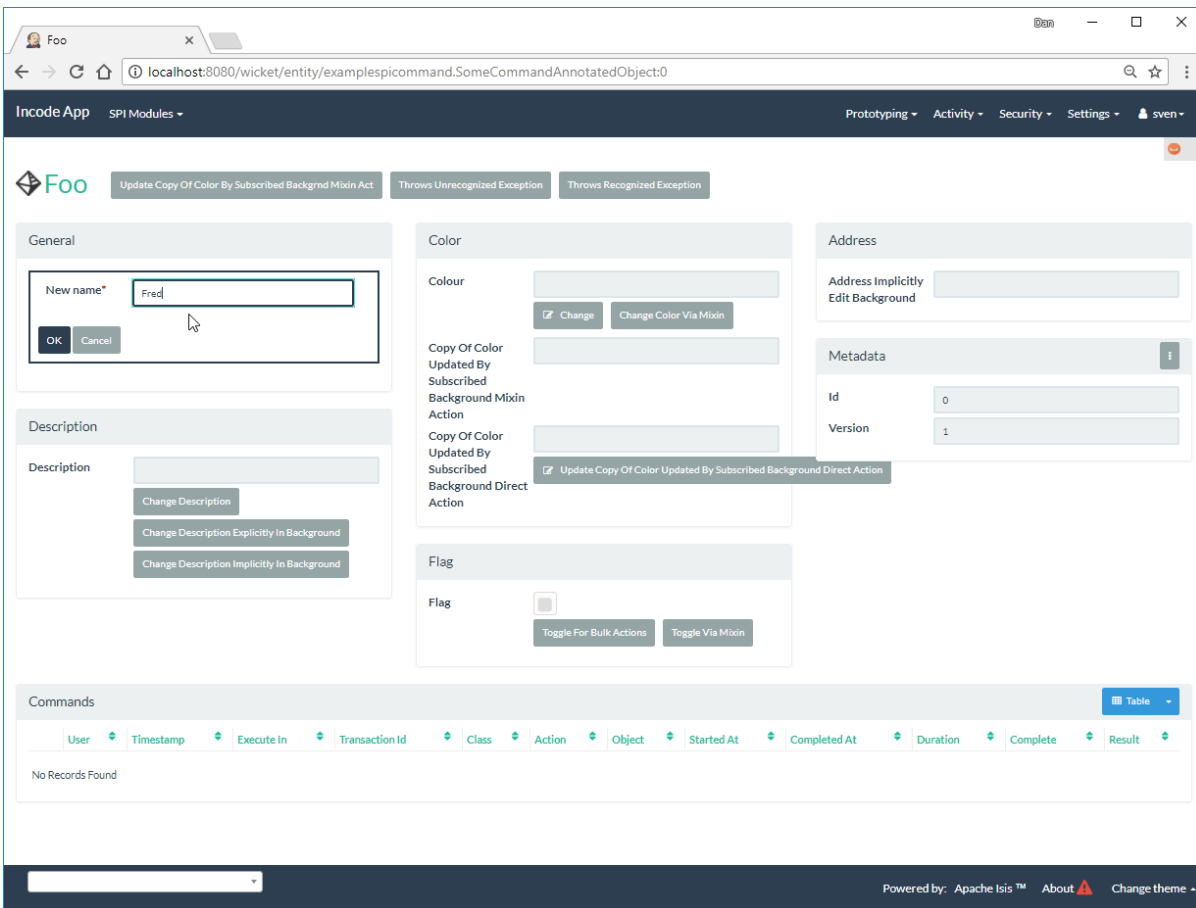 Dan
Foo
localhost:8080/wicket/entity/examplespicommand.SomeCommandAnnotatedObject:0
Incode App SPI Modules Prototyping Activity Security Settings sven
Foo Update Copy Of Color By Subscribed Backgrnd Mixin Act Throws Unrecognized Exception Throws Recognized Exception
General
New name* Fred
OK Cancel
Description
Description
Change Description
Change Description Explicitly In Background
Change Description Implicitly In Background
Color
Colour
Change Change Color Via Mixin
Copy Of Color
Updated By
Subscribed
Background Mixin
Action
Copy Of Color
Updated By
Subscribed
Background Direct
Action
Update Copy Of Color Updated By Subscribed Background Direct Action
Flag
Flag
Toggle For Bulk Actions Toggle Via Mixin
Address
Address Implicitly
Edit Background
Metadata
Id 0
Version 1
Commands Table
User Timestamp Execute In Transaction Id Class Action Object Started At Completed At Duration Complete Result
No Records Found
Powered by: Apache Isis ™ About Change theme